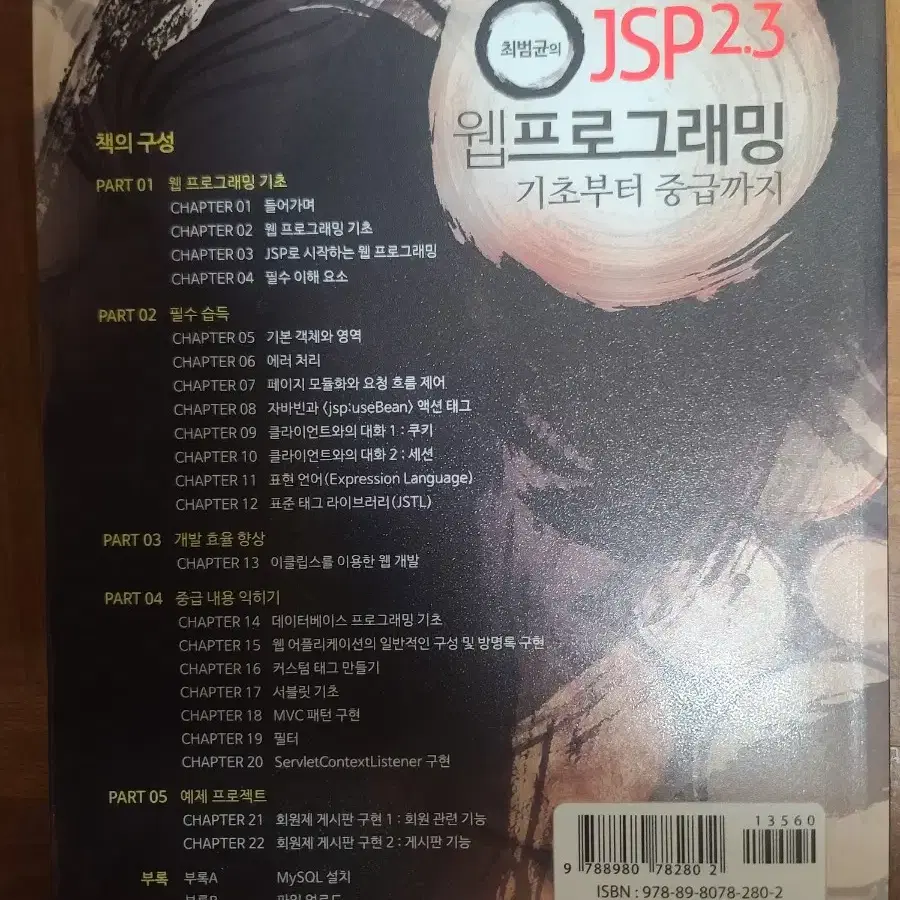 최범균의
JSP2.3
웹프로그래밍
기초부터 중급까지
책의 구성
PART 01 웹 프로그래밍 기초
CHAPTER 01 들어가며
CHAPTER 02 웹 프로그래밍 기초
CHAPTER 03 JSP로 시작하는 웹 프로그래밍
CHAPTER 04 필수 이해 요소
PART 02 필수 습득
CHAPTER 05 기본 객체와 영역
CHAPTER 06 에러 처리
CHAPTER 07 페이지 모듈화와 요청 흐름 제어
CHAPTER 08 자바빈과 <jsp:useBean> 액션 태그
CHAPTER 09 클라이언트와의 대화 1 : 쿠키
CHAPTER 10 클라이언트와의 대화 2 : 세션
CHAPTER 11 표현 언어(Expression Language)
CHAPTER 12 표준 태그 라이브러리(JSTL)
PART 03 개발 효율 향상
CHAPTER 13 이클립스를 이용한 웹 개발
PART 04 중급 내용 익히기
CHAPTER 14 데이터베이스 프로그래밍 기초
CHAPTER 15 웹 어플리케이션의 일반적인 구성 및 방명록 구현
CHAPTER 16 커스텀 태그 만들기
CHAPTER 17 서블릿 기초
CHAPTER 18 MVC 패턴 구현
CHAPTER 19 필터
CHAPTER 20 ServletContextListener 구현
PART 05 예제 프로젝트
CHAPTER 21 회원제 게시판 구현 1 : 회원 관련 기능
CHAPTER 22 회원제 게시판 구현 2 : 게시판 기능
부록 부록A MySQL 설치
13560
9 788980 782802
ISBN : 978-89-8078-280-2